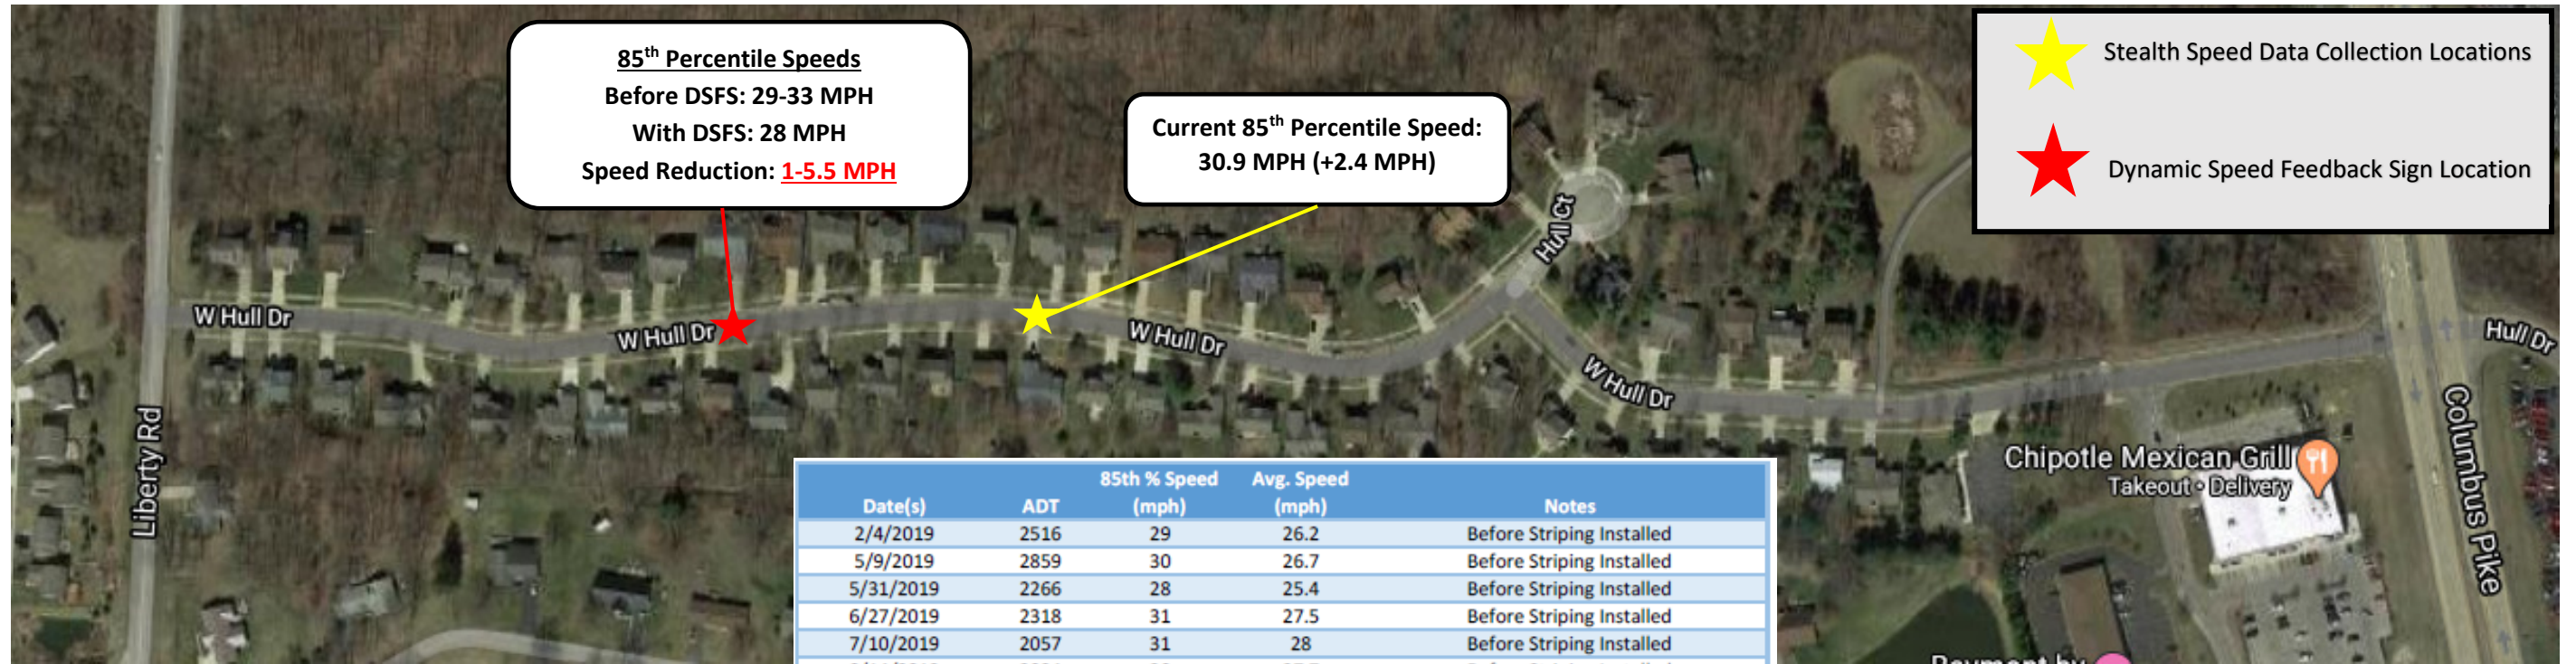 85th Percentile Speeds
Before DSFS: 29-33 MPH
With DSFS: 28 MPH
Speed Reduction: 1-5.5 MPH
Current 85th Percentile Speed:
30.9 MPH (+2.4 MPH)
Stealth Speed Data Collection Locations
Dynamic Speed Feedback Sign Location
Liberty Rd
W Hull Dr
W Hull Dr
W Hull Dr
Hull Ct
W Hull Dr
Hull Dr
Columbus Pike
Chipotle Mexican Grill
Takeout • Delivery
Date(s) ADT 85th % Speed (mph) Avg. Speed (mph) Notes
2/4/2019 2516 29 26.2 Before Striping Installed
5/9/2019 2859 30 26.7 Before Striping Installed
5/31/2019 2266 28 25.4 Before Striping Installed
6/27/2019 2318 31 27.5 Before Striping Installed
7/10/2019 2057 31 28 Before Striping Installed